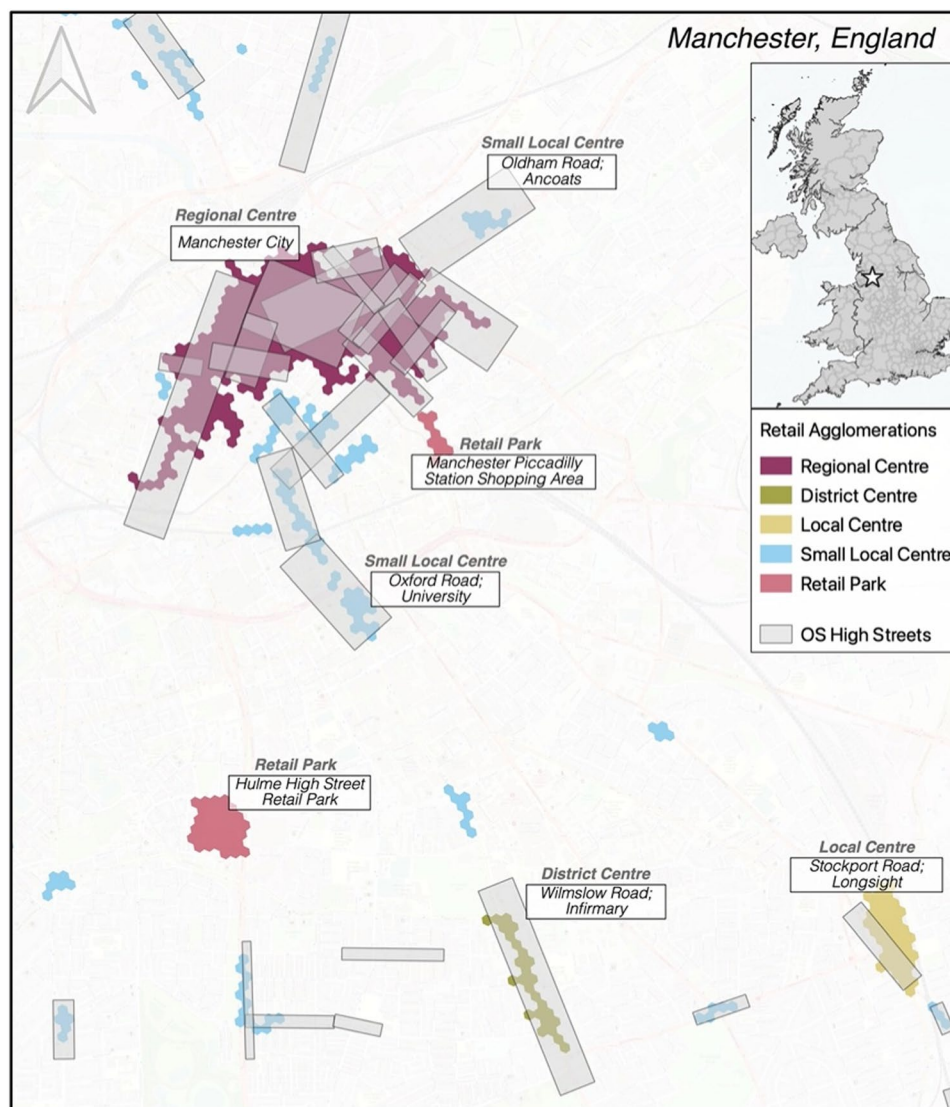 Manchester, England
Small Local Centre
Oldham Road;
Ancoats
Regional Centre
Manchester City
Retail Park
Manchester Piccadilly
Station Shopping Area
Retail Agglomerations
Regional Centre
District Centre
Local Centre
Small Local Centre
Retail Park
OS High Streets
Small Local Centre
Oxford Road;
University
Retail Park
Hulme High Street
Retail Park
Local Centre
Stockport Road;
Longsight
District Centre
Wilmslow Road;
Infirmary